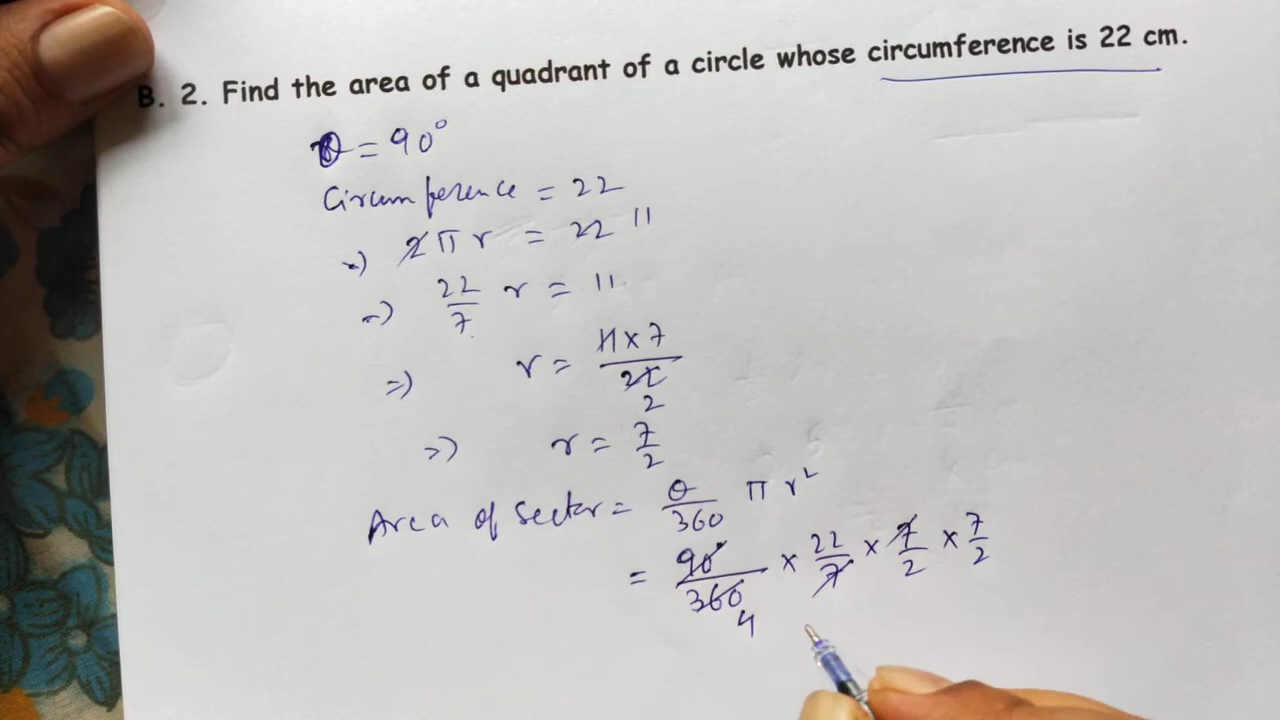 B. 2. Find the area of a quadrant of a circle whose circumference is 22 cm.
θ = 90°
Circumference = 22
=) 2πr = 22 11
=) 22/7 r = 11
=) r = 11 x 7 / 22 2
=) r = 7/2
Area of Sector = θ/360 π r²
= 90°/360 4 x 22/7 x 7/2 x 7/2